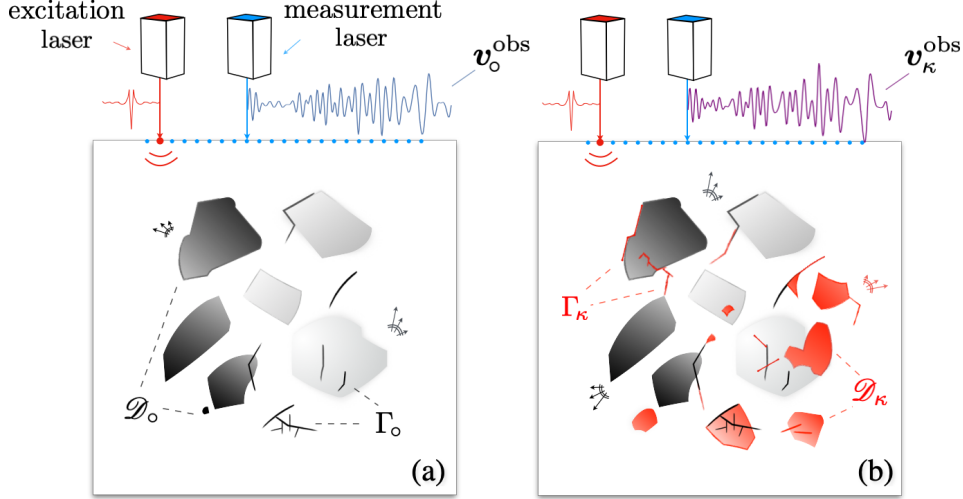 excitation
laser
measurement
laser
v∘obs
𝒟∘
Γ∘
(a)
vκobs
Γκ
𝒟κ
(b)